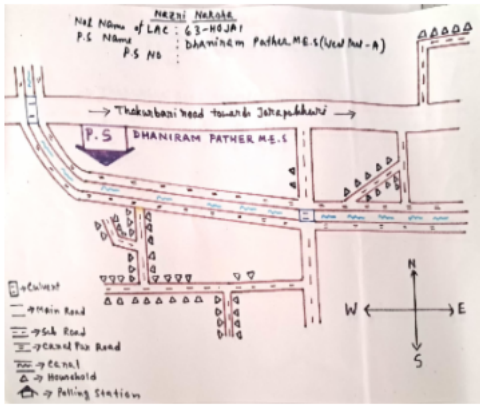 Nazri Naksha
No & Name of LAC : 63-HOJAI
P.S Name : Dhaniram Pather M.E.S (West Part-A)
P.S NO :
→ Thakurbari road towards Jarapukhuri →
P.S
DHANIRAM PATHER M.E.S
□→Culvert
→Main Road
→Sub Road
→Canal Par Road
→Canal
△→Household
→Polling Station
N
W
E
S